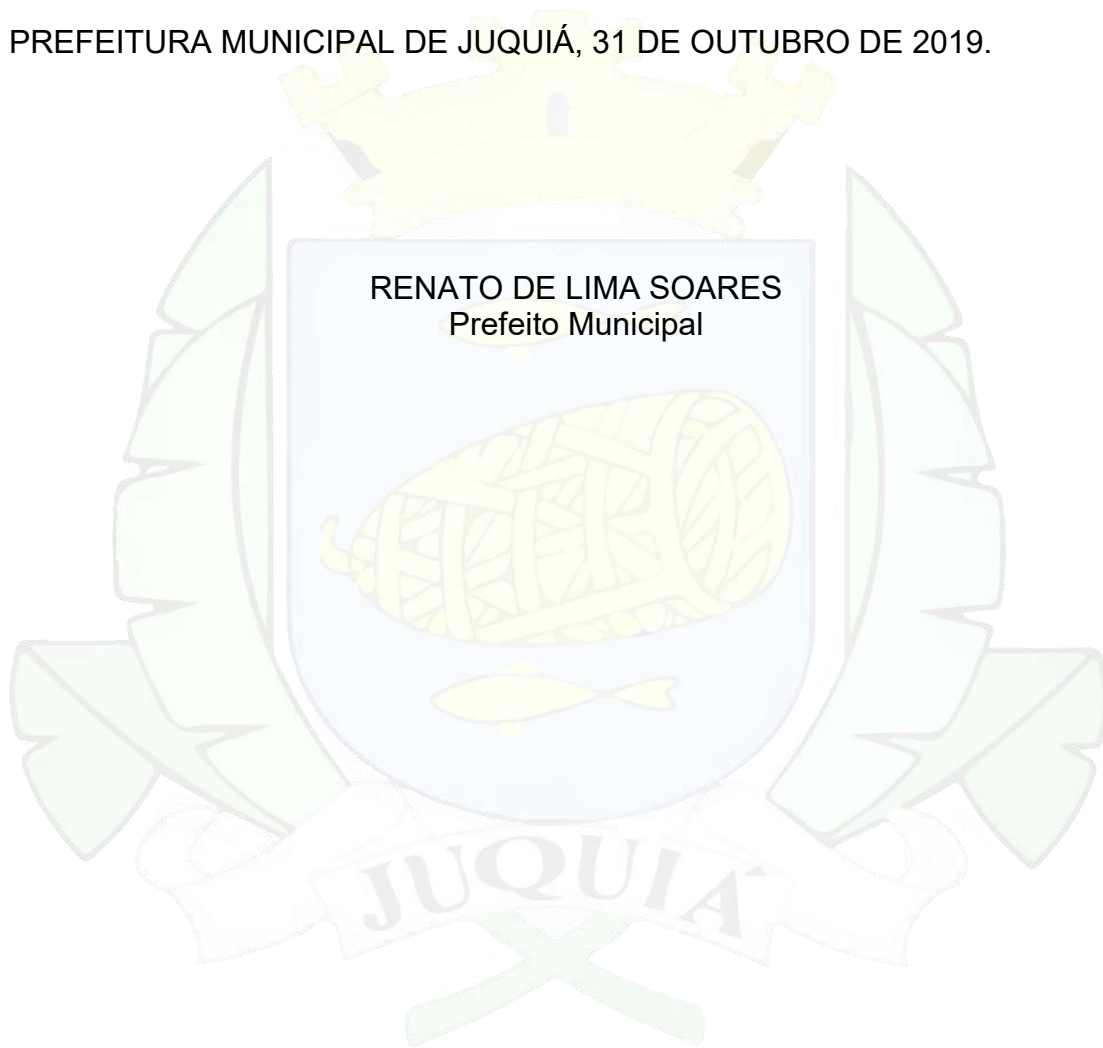 PREFEITURA MUNICIPAL DE JUQUIÁ, 31 DE OUTUBRO DE 2019.
RENATO DE LIMA SOARES
Prefeito Municipal
JUQUIÁ